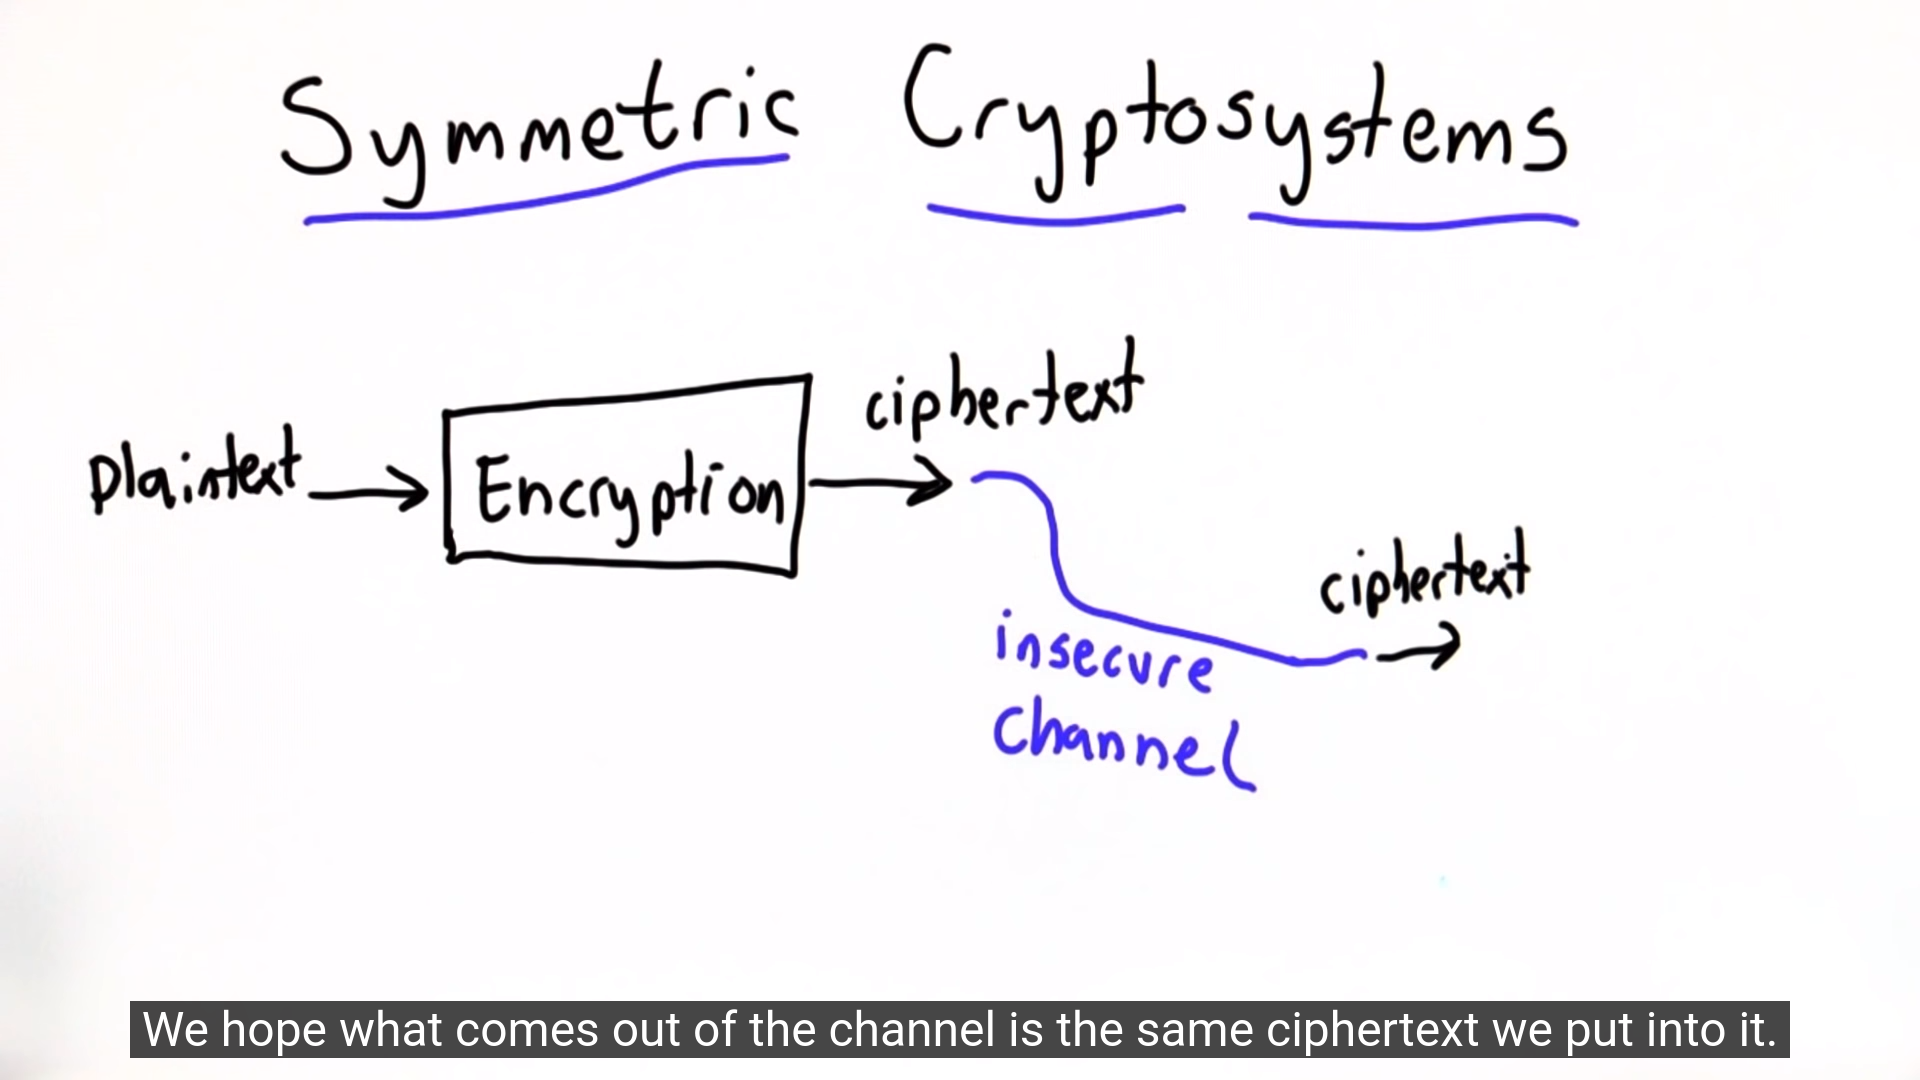 Symmetric Cryptosystems
plaintext
Encryption
ciphertext
insecure
channel
ciphertext
We hope what comes out of the channel is the same ciphertext we put into it.